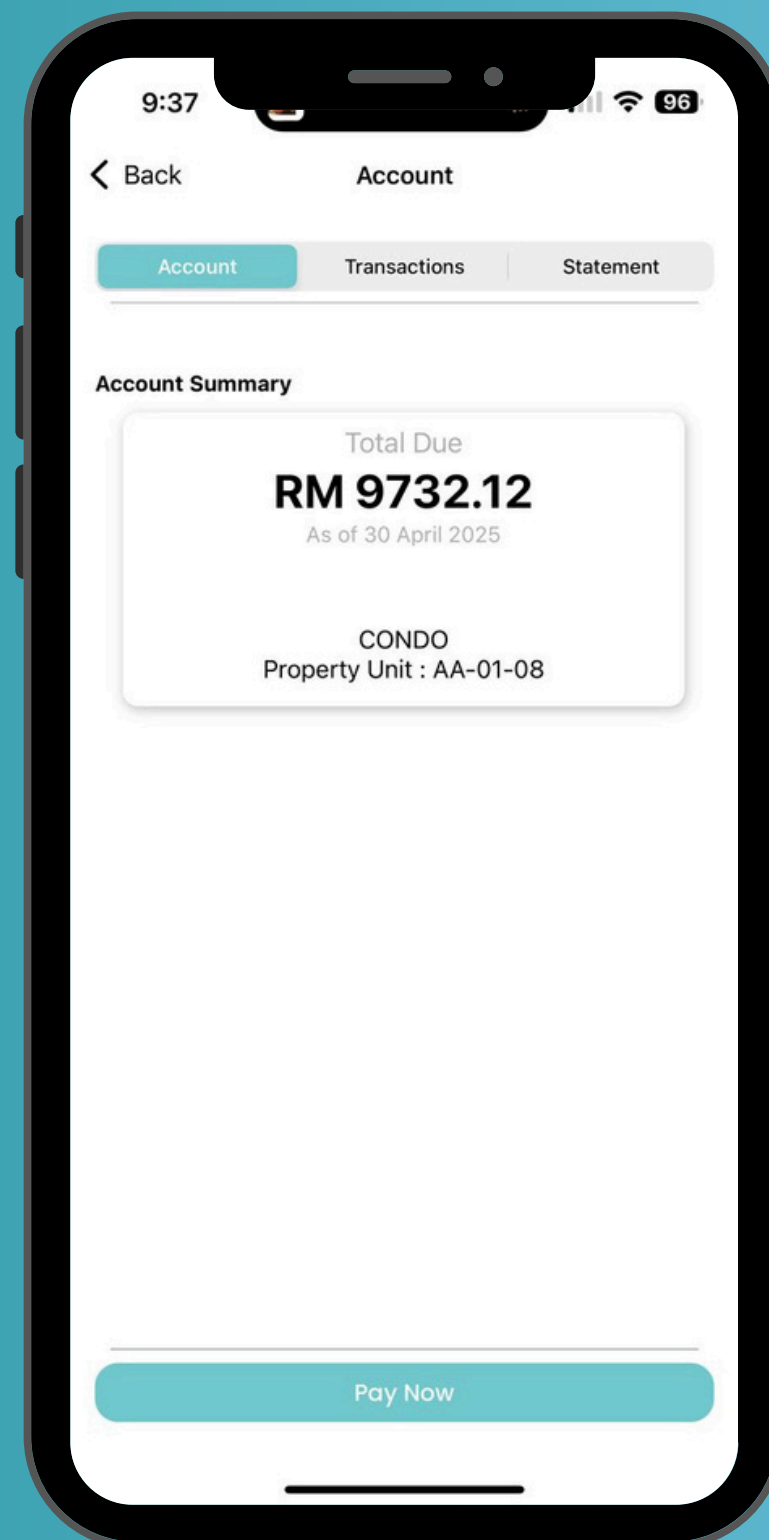 9:37
96
Back
Account
Account
Transactions
Statement
Account Summary
Total Due
RM 9732.12
As of 30 April 2025
CONDO
Property Unit : AA-01-08
Pay Now